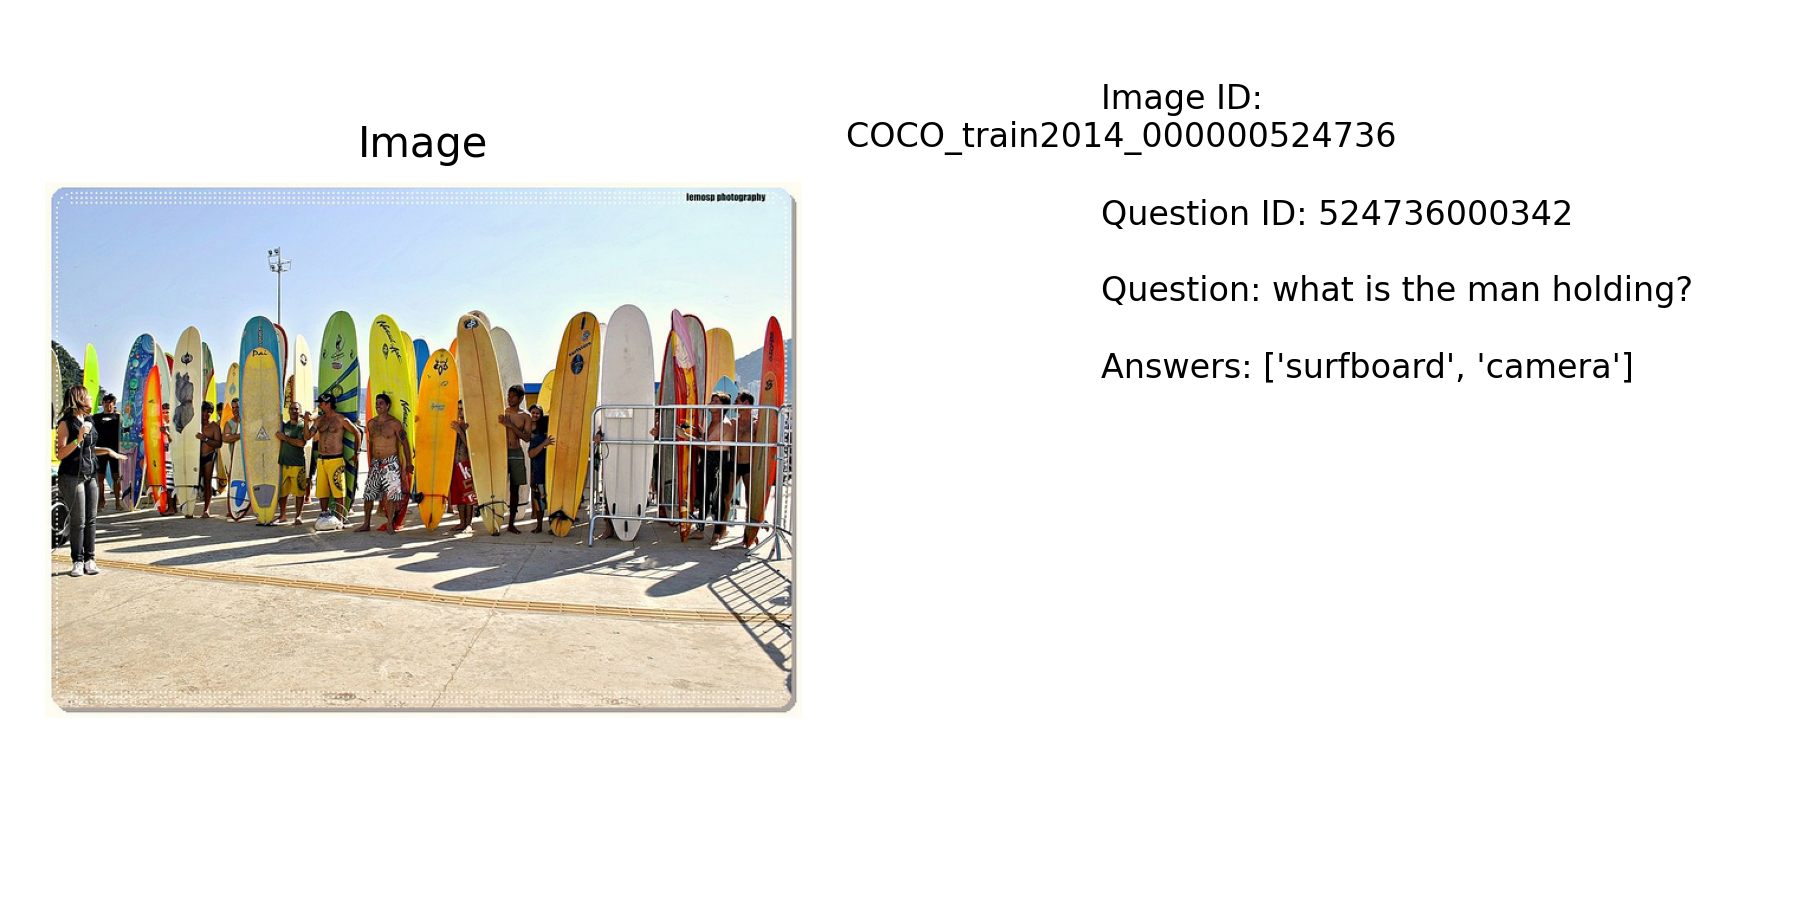 Image
lemosp photography
Image ID:
COCO_train2014_000000524736
Question ID: 524736000342
Question: what is the man holding?
Answers: ['surfboard', 'camera']